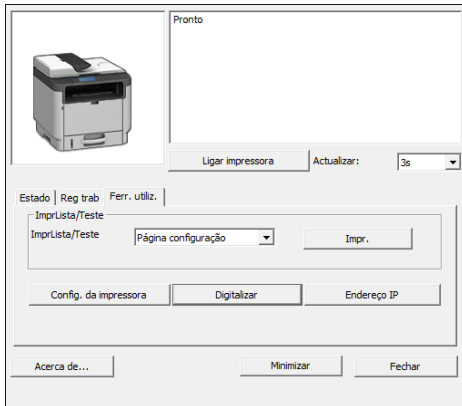 Pronto
Ligar impressora
Actualizar:
3s
Estado
Reg trab
Ferr. utiliz.
ImprLista/Teste
ImprLista/Teste
Página configuração
Impr.
Config. da impressora
Digitalizar
Endereço IP
Acerca de...
Minimizar
Fechar